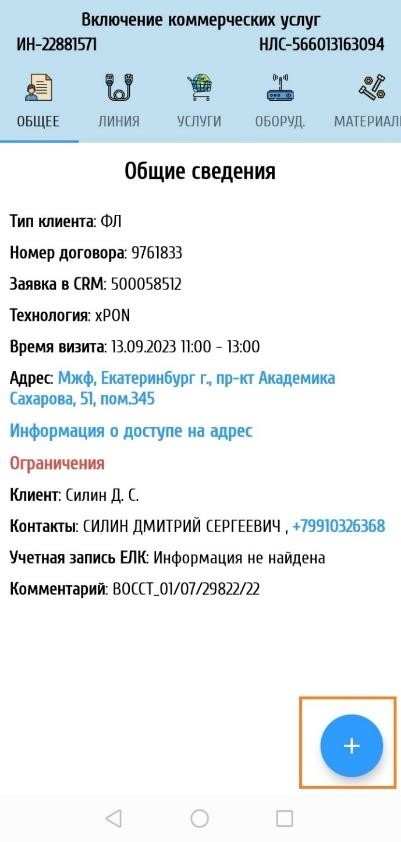 Включение коммерческих услуг
ИН-22881571 НЛС-566013163094
ОБЩЕЕ ЛИНИЯ УСЛУГИ ОБОРУД. МАТЕРИАЛ
Общие сведения
Тип клиента: ФЛ
Номер договора: 9761833
Заявка в CRM: 500058512
Технология: xPON
Время визита: 13.09.2023 11:00 - 13:00
Адрес: Мжф, Екатеринбург г., пр-кт Академика
Сахарова, 51, пом.345
Информация о доступе на адрес
Ограничения
Клиент: Силин Д. С.
Контакты: СИЛИН ДМИТРИЙ СЕРГЕЕВИЧ , +79910326368
Учетная запись ЕЛК: Информация не найдена
Комментарий: ВОССТ_01/07/29822/22
+